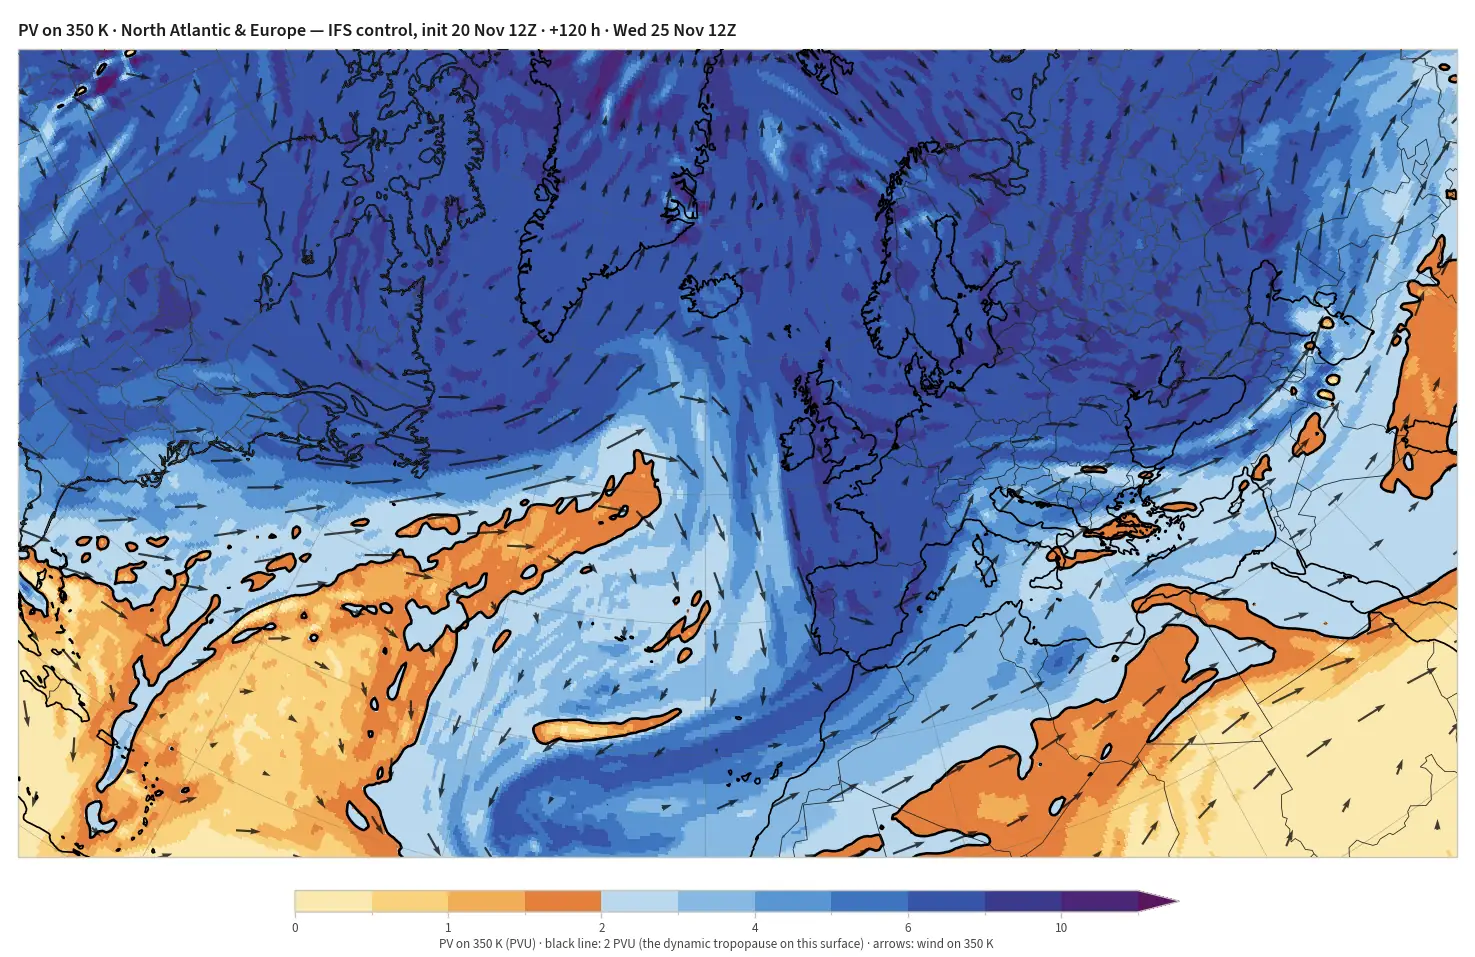 PV on 350 K · North Atlantic & Europe — IFS control, init 20 Nov 12Z · +120 h · Wed 25 Nov 12Z
0 1 2 4 6 10
PV on 350 K (PVU) · black line: 2 PVU (the dynamic tropopause on this surface) · arrows: wind on 350 K